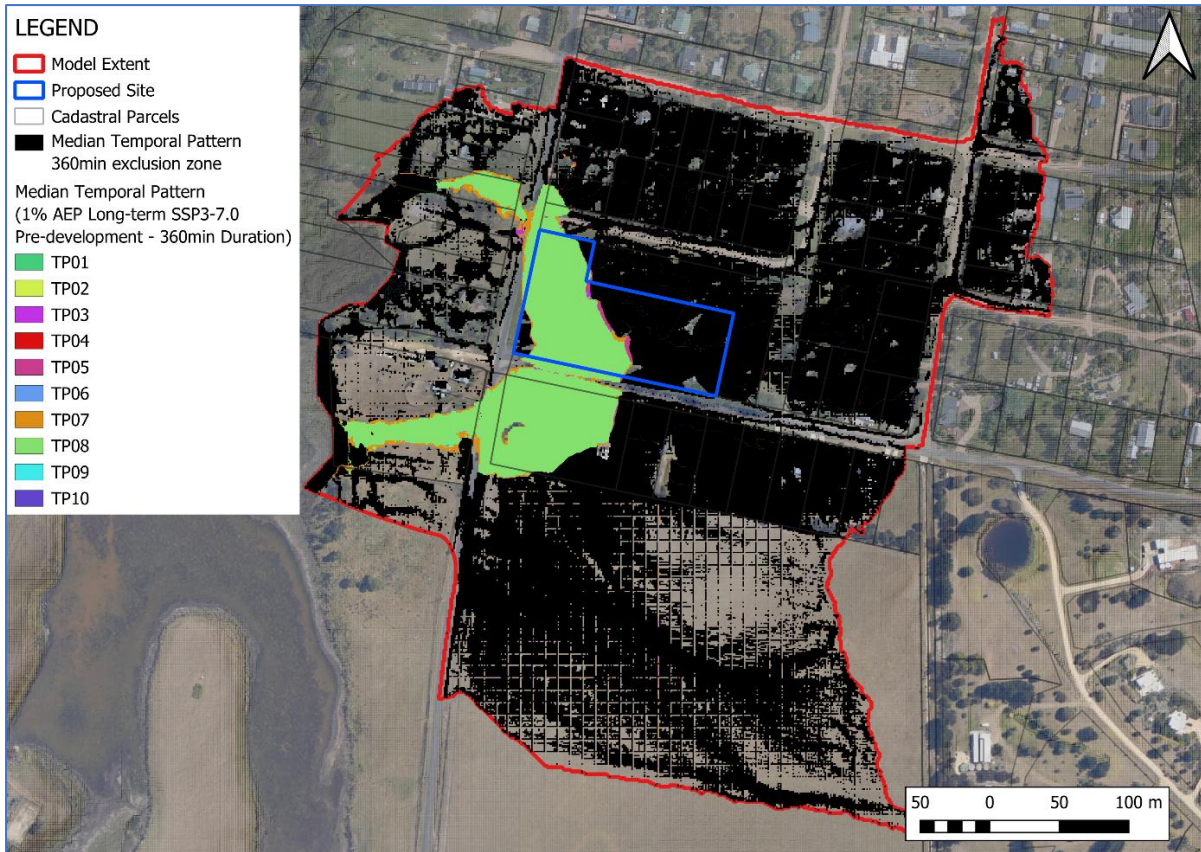 LEGEND
Model Extent
Proposed Site
Cadastral Parcels
Median Temporal Pattern
360min exclusion zone
Median Temporal Pattern
(1% AEP Long-term SSP3-7.0
Pre-development - 360min Duration)
TP01
TP02
TP03
TP04
TP05
TP06
TP07
TP08
TP09
TP10
50 0 50 100 m